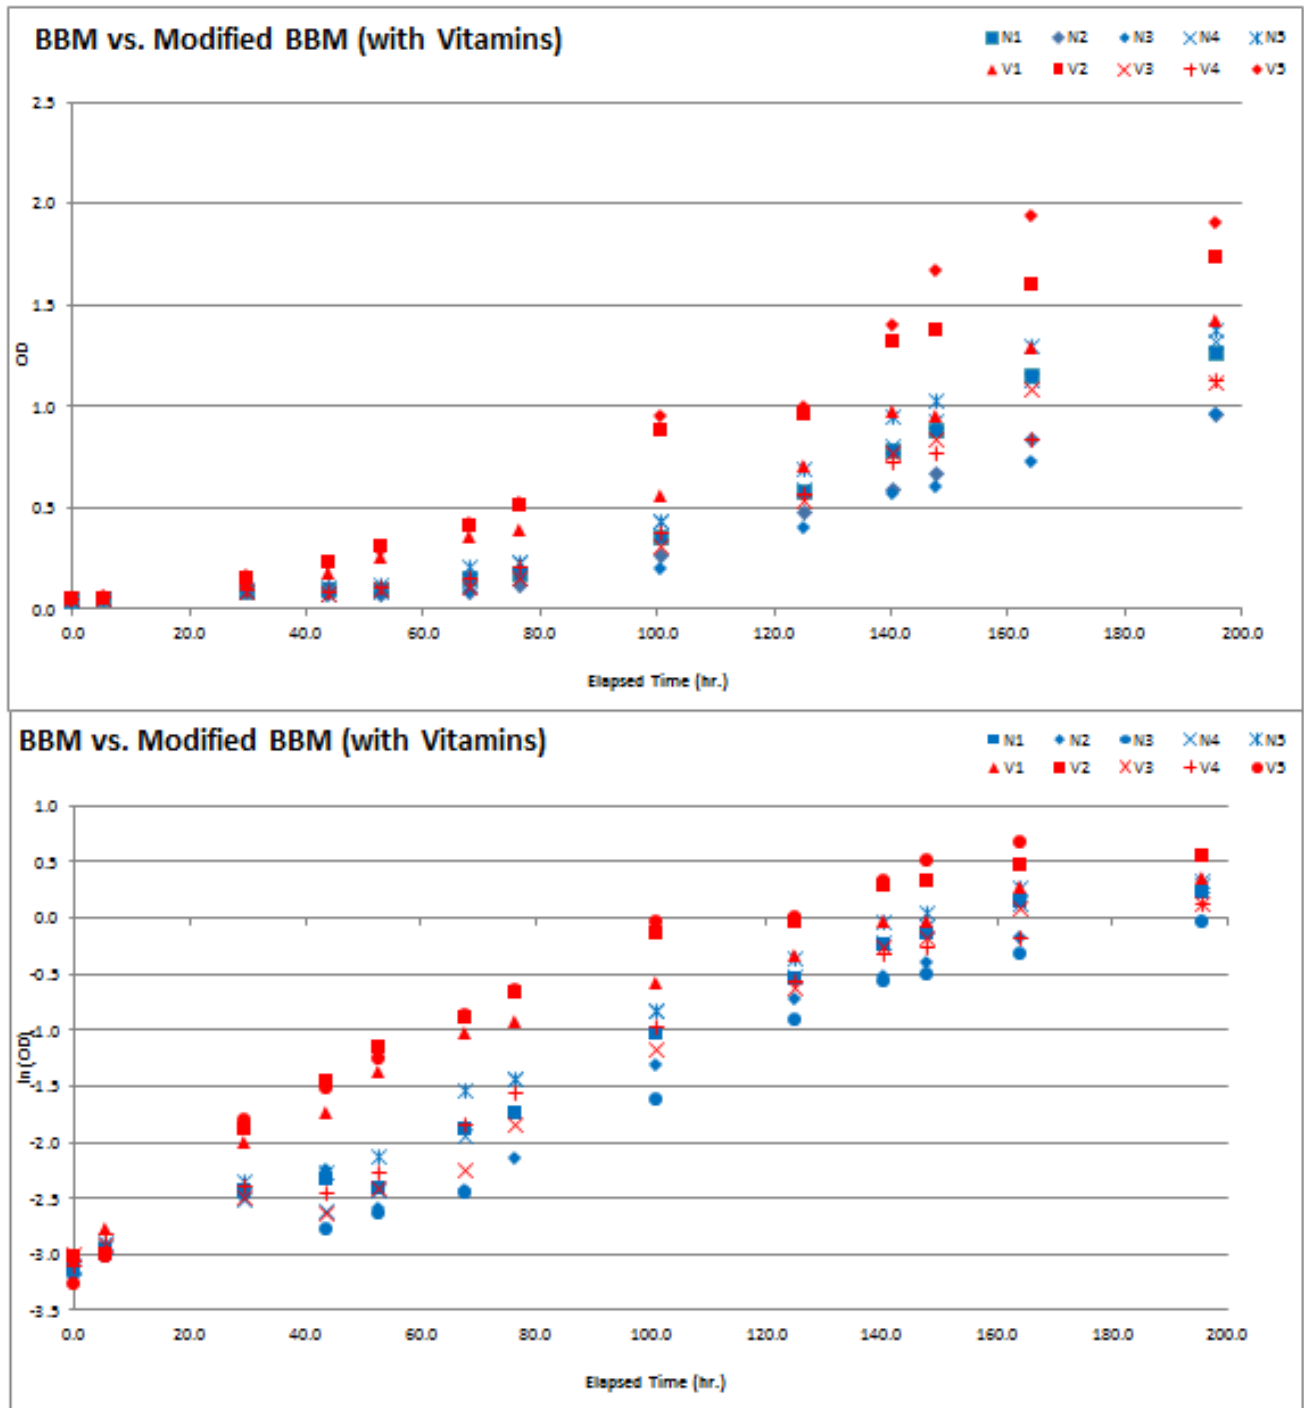 BBM vs. Modified BBM (with Vitamins)
N1 N2 N3 N4 N5
V1 V2 V3 V4 V5
2.5
2.0
1.5
1.0
0.5
0.0
OD
0.0 20.0 40.0 60.0 80.0 100.0 120.0 140.0 160.0 180.0 200.0
Elapsed Time (hr.)
BBM vs. Modified BBM (with Vitamins)
N1 N2 N3 N4 N5
V1 V2 V3 V4 V5
1.0
0.5
0.0
-0.5
-1.0
-1.5
-2.0
-2.5
-3.0
-3.5
ln(OD)
0.0 20.0 40.0 60.0 80.0 100.0 120.0 140.0 160.0 180.0 200.0
Elapsed Time (hr.)